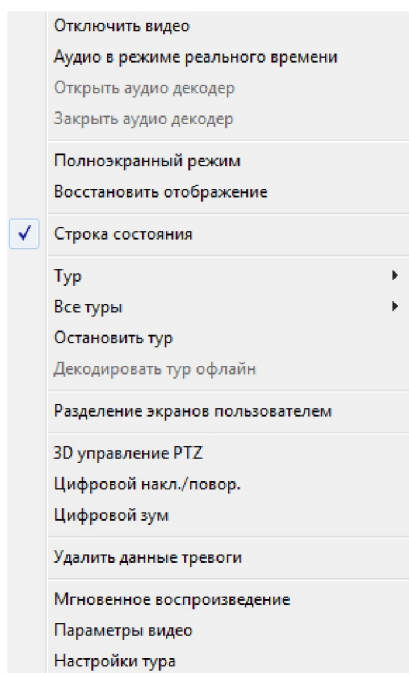 Отключить видео
Аудио в режиме реального времени
Открыть аудио декодер
Закрыть аудио декодер
Полноэкранный режим
Восстановить отображение
Строка состояния
Тур
Все туры
Остановить тур
Декодировать тур офлайн
Разделение экранов пользователем
3D управление PTZ
Цифровой накл./повор.
Цифровой зум
Удалить данные тревоги
Мгновенное воспроизведение
Параметры видео
Настройки тура